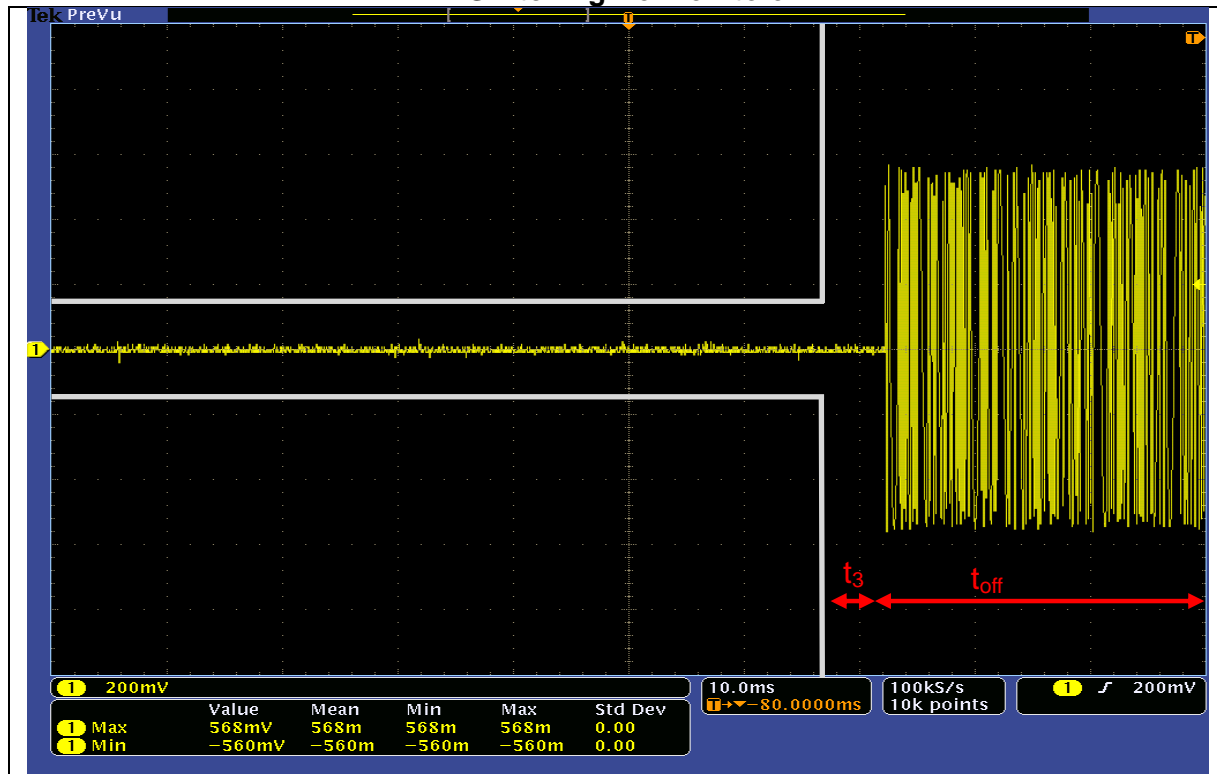 Tek PreVu
T
T
1
t3
toff
1 200mV
10.0ms
T→▼−80.0000ms
100kS/s
10k points
1 ƒ 200mV
Value Mean Min Max Std Dev
1 Max 568mV 568m 568m 568m 0.00
1 Min −560mV −560m −560m −560m 0.00